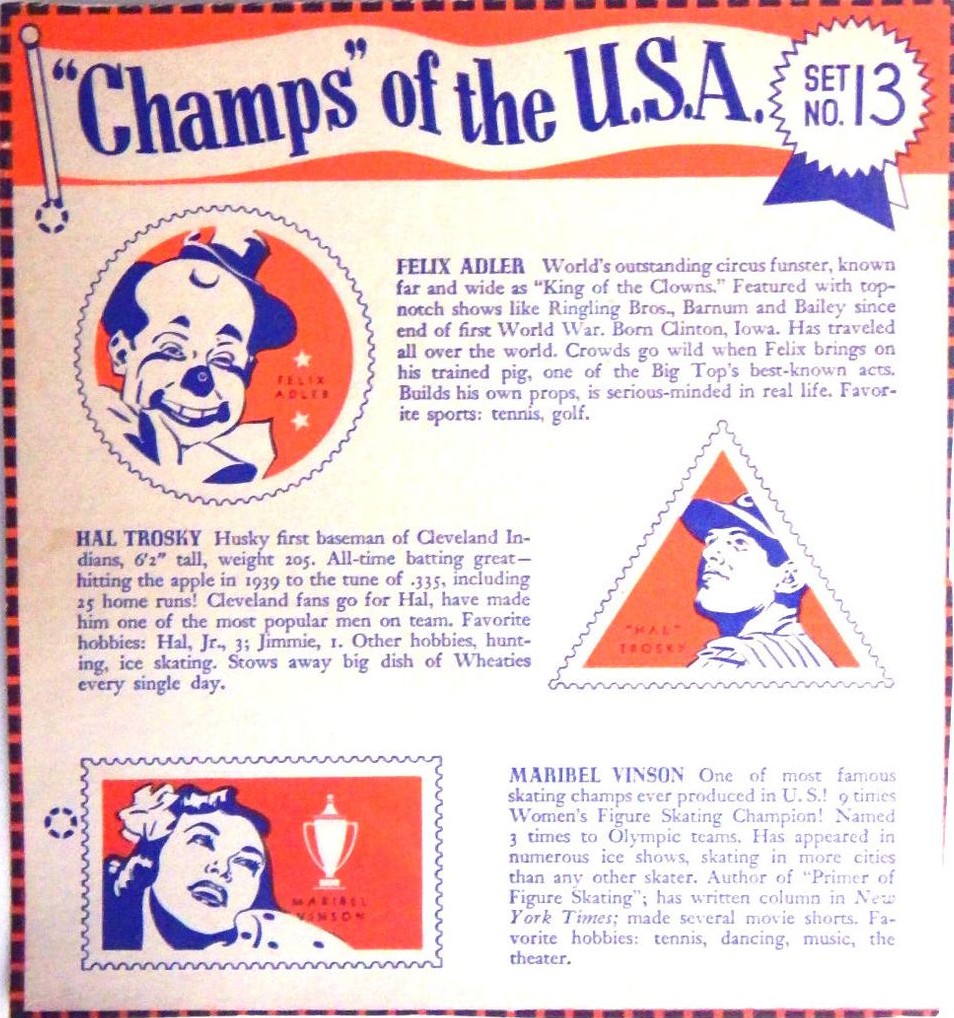 "Champs" of the U.S.A.
SET
NO. 13
FELIX ADLER World's outstanding circus funster, known
far and wide as "King of the Clowns." Featured with top-
notch shows like Ringling Bros., Barnum and Bailey since
end of first World War. Born Clinton, Iowa. Has traveled
all over the world. Crowds go wild when Felix brings on
his trained pig, one of the Big Top's best-known acts.
Builds his own props, is serious-minded in real life. Favor-
ite sports: tennis, golf.
FELIX
ADLER
HAL TROSKY Husky first baseman of Cleveland In-
dians, 6'2" tall, weight 205. All-time batting great—
hitting the apple in 1939 to the tune of .335, including
25 home runs! Cleveland fans go for Hal, have made
him one of the most popular men on team. Favorite
hobbies: Hal, Jr., 3; Jimmie, 1. Other hobbies, hunt-
ing, ice skating. Stows away big dish of Wheaties
every single day.
C
"HAL"
TROSKY
MARIBEL
VINSON
MARIBEL VINSON One of most famous
skating champs ever produced in U. S.! 9 times
Women's Figure Skating Champion! Named
3 times to Olympic teams. Has appeared in
numerous ice shows, skating in more cities
than any other skater. Author of "Primer of
Figure Skating"; has written column in New
York Times; made several movie shorts. Fa-
vorite hobbies: tennis, dancing, music, the
theater.